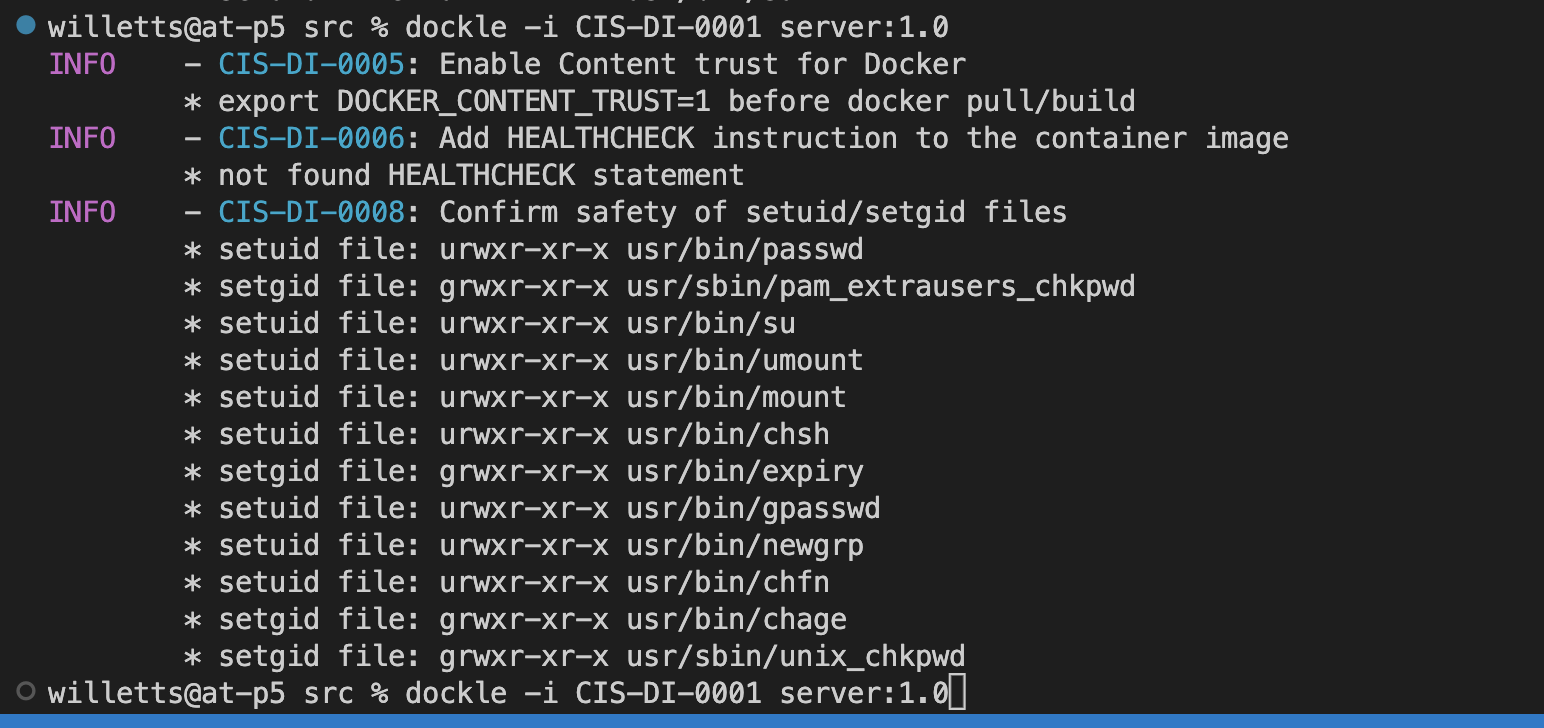 willetts@at-p5 src % dockle -i CIS-DI-0001 server:1.0
INFO - CIS-DI-0005: Enable Content trust for Docker
* export DOCKER_CONTENT_TRUST=1 before docker pull/build
INFO - CIS-DI-0006: Add HEALTHCHECK instruction to the container image
* not found HEALTHCHECK statement
INFO - CIS-DI-0008: Confirm safety of setuid/setgid files
* setuid file: urwxr-xr-x usr/bin/passwd
* setgid file: grwxr-xr-x usr/sbin/pam_extrausers_chkpwd
* setuid file: urwxr-xr-x usr/bin/su
* setuid file: urwxr-xr-x usr/bin/umount
* setuid file: urwxr-xr-x usr/bin/mount
* setuid file: urwxr-xr-x usr/bin/chsh
* setgid file: grwxr-xr-x usr/bin/expiry
* setuid file: urwxr-xr-x usr/bin/gpasswd
* setuid file: urwxr-xr-x usr/bin/newgrp
* setuid file: urwxr-xr-x usr/bin/chfn
* setgid file: grwxr-xr-x usr/bin/chage
* setgid file: grwxr-xr-x usr/sbin/unix_chkpwd
willetts@at-p5 src % dockle -i CIS-DI-0001 server:1.0